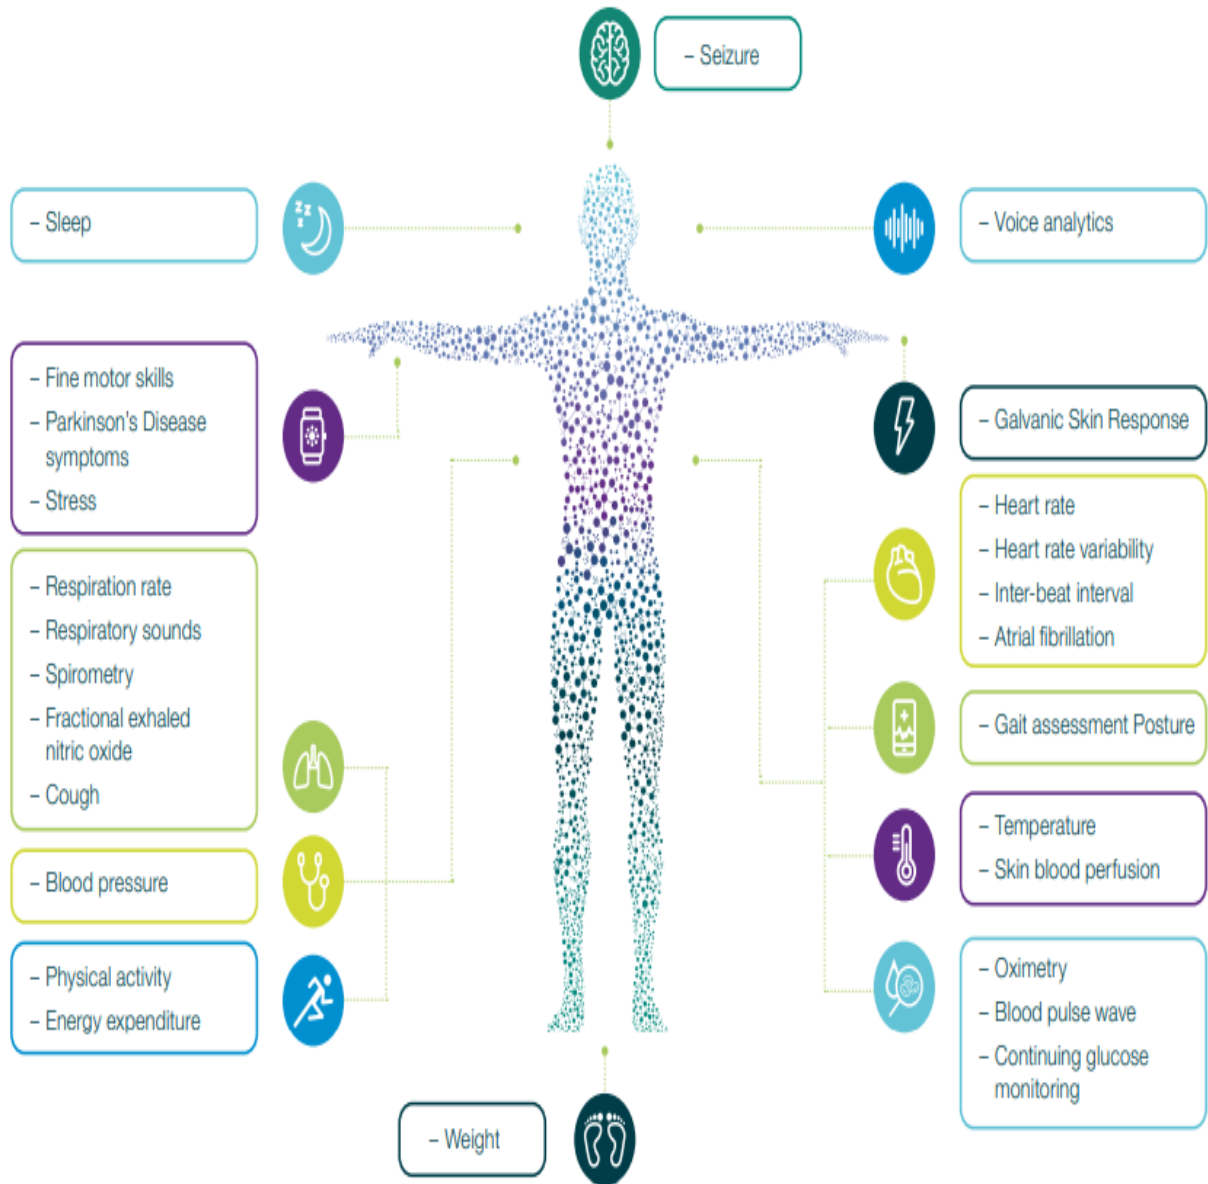 – Seizure
– Sleep
zZ
z
– Voice analytics
– Fine motor skills
– Parkinson's Disease
symptoms
– Stress
– Galvanic Skin Response
– Heart rate
– Heart rate variability
– Inter-beat interval
– Atrial fibrillation
– Respiration rate
– Respiratory sounds
– Spirometry
– Fractional exhaled
nitric oxide
– Cough
– Gait assessment Posture
– Temperature
– Skin blood perfusion
– Blood pressure
– Physical activity
– Energy expenditure
– Oximetry
– Blood pulse wave
– Continuing glucose
monitoring
– Weight